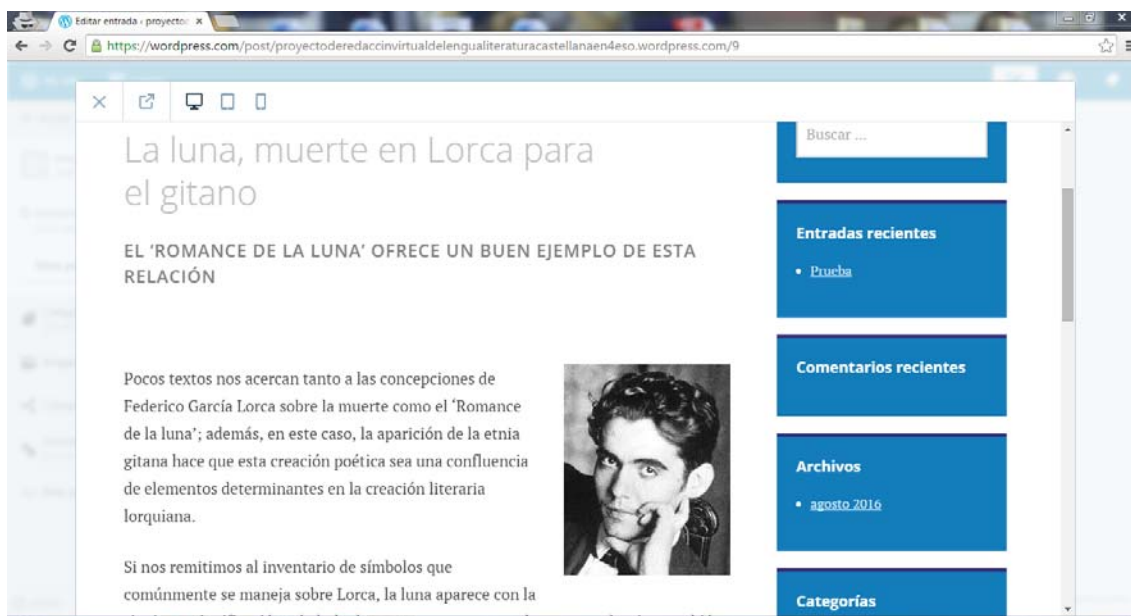 Editar entrada ‹ proyecto
https://wordpress.com/post/proyectoderedaccinvirtualdelengualiteraturacastellanaen4eso.wordpress.com/9
La luna, muerte en Lorca para
el gitano
EL ‘ROMANCE DE LA LUNA’ OFRECE UN BUEN EJEMPLO DE ESTA
RELACIÓN
Pocos textos nos acercan tanto a las concepciones de
Federico García Lorca sobre la muerte como el ‘Romance
de la luna’; además, en este caso, la aparición de la etnia
gitana hace que esta creación poética sea una confluencia
de elementos determinantes en la creación literaria
lorquiana.
Si nos remitimos al inventario de símbolos que
comúnmente se maneja sobre Lorca, la luna aparece con la
Buscar ...
Entradas recientes
Prueba
Comentarios recientes
Archivos
agosto 2016
Categorías